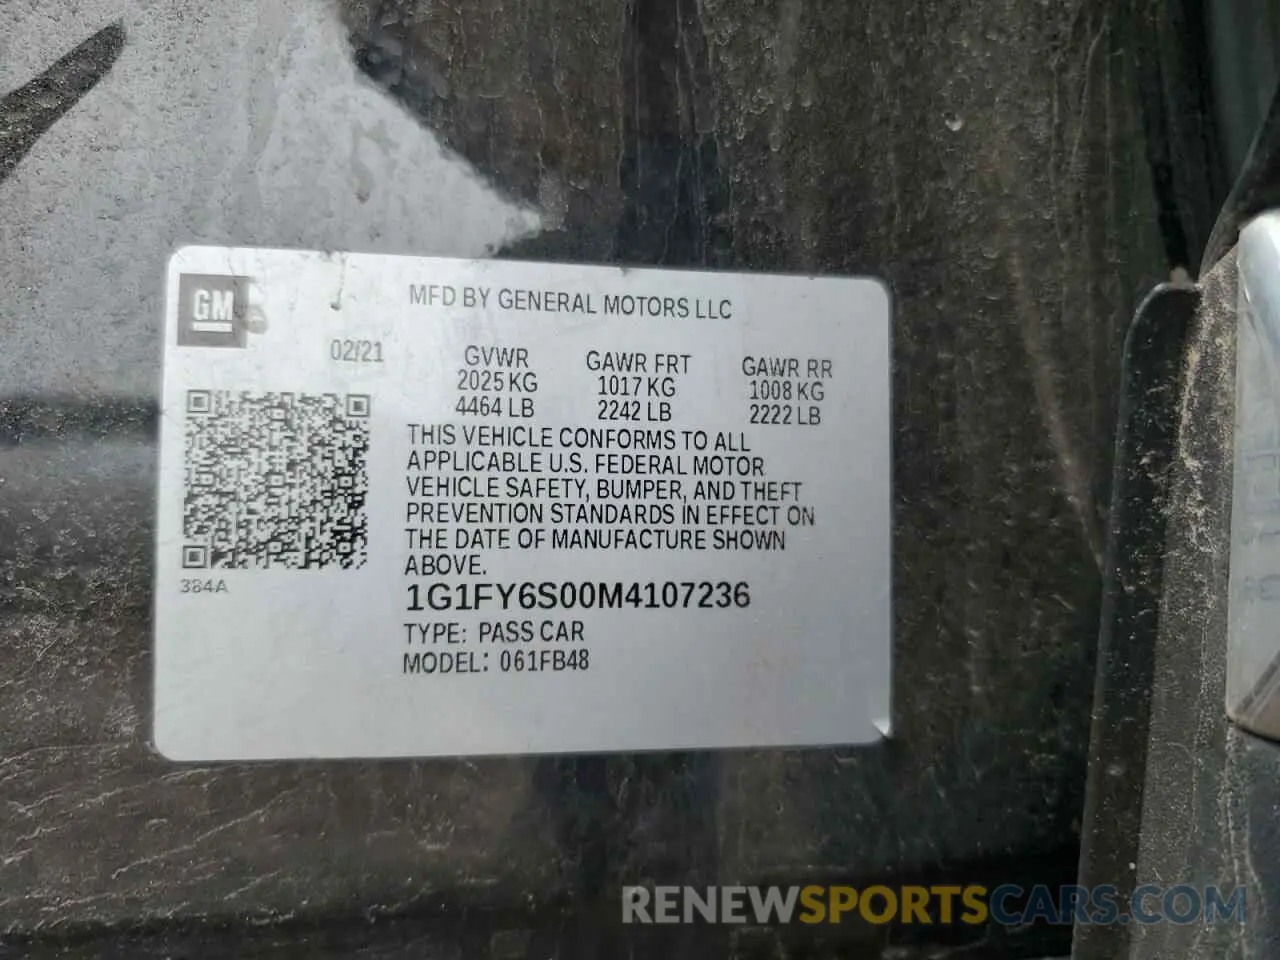 GM
MFD BY GENERAL MOTORS LLC
02/21
GVWR GAWR FRT GAWR RR
2025 KG 1017 KG 1008 KG
4464 LB 2242 LB 2222 LB
THIS VEHICLE CONFORMS TO ALL
APPLICABLE U.S. FEDERAL MOTOR
VEHICLE SAFETY, BUMPER, AND THEFT
PREVENTION STANDARDS IN EFFECT ON
THE DATE OF MANUFACTURE SHOWN
ABOVE.
384A
1G1FY6S00M4107236
TYPE: PASS CAR
MODEL: 061FB48
RENEWSPORTSCARS.COM